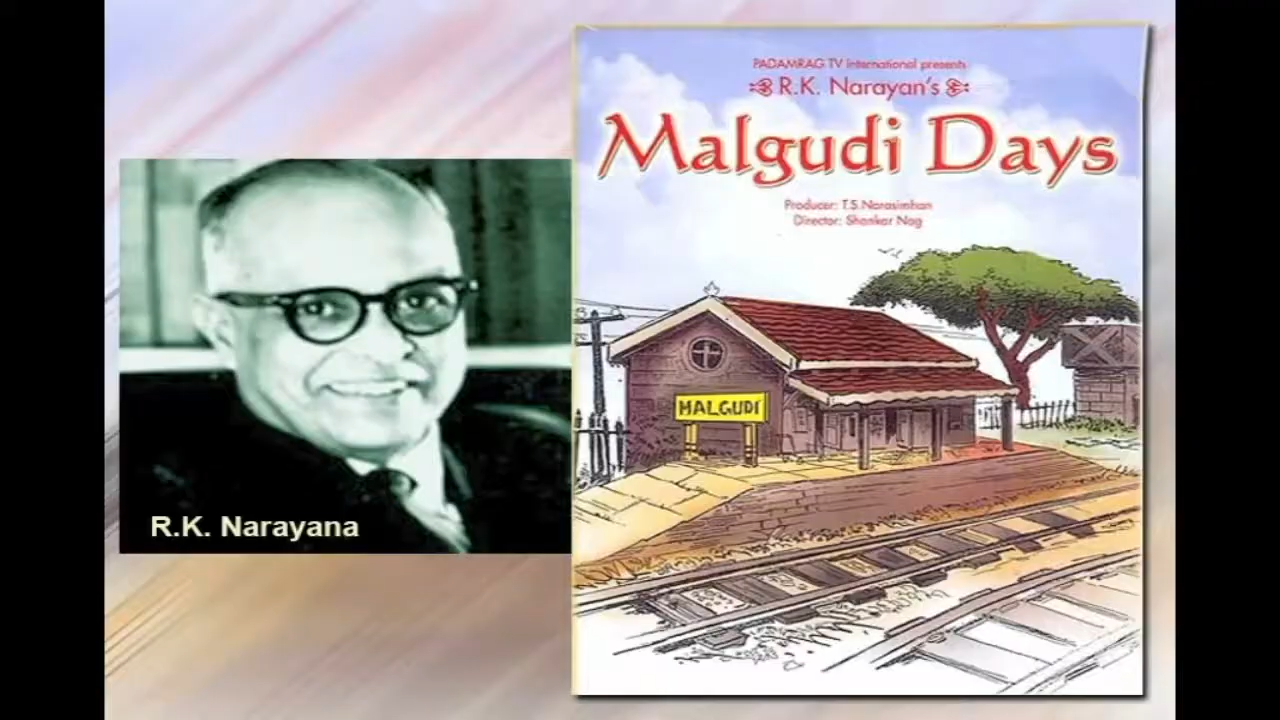 R.K. Narayana
PADAMRAG TV International presents
R.K. Narayan's
Malgudi Days
Producer: T.S.Narasimhan
Director: Shankar Nag
MALGUDI